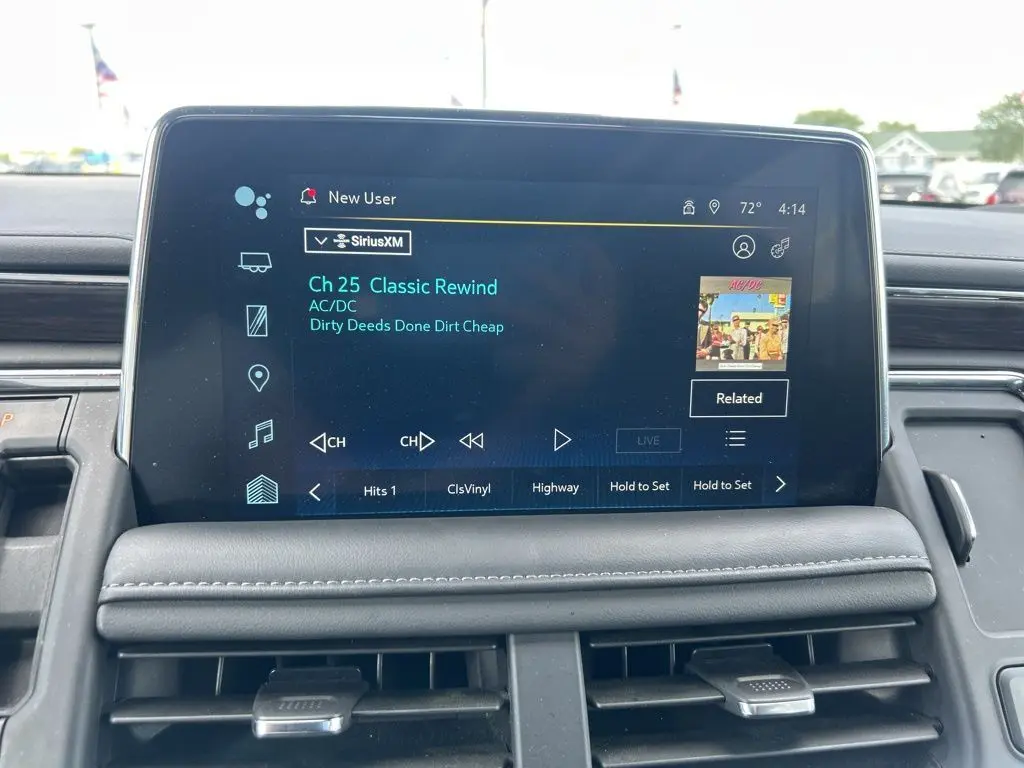 New User
72° 4:14
SiriusXM
Ch 25 Classic Rewind
AC/DC
Dirty Deeds Done Dirt Cheap
AC/DC
Related
CH
CH
LIVE
Hits 1
ClsVinyl
Highway
Hold to Set
Hold to Set
P